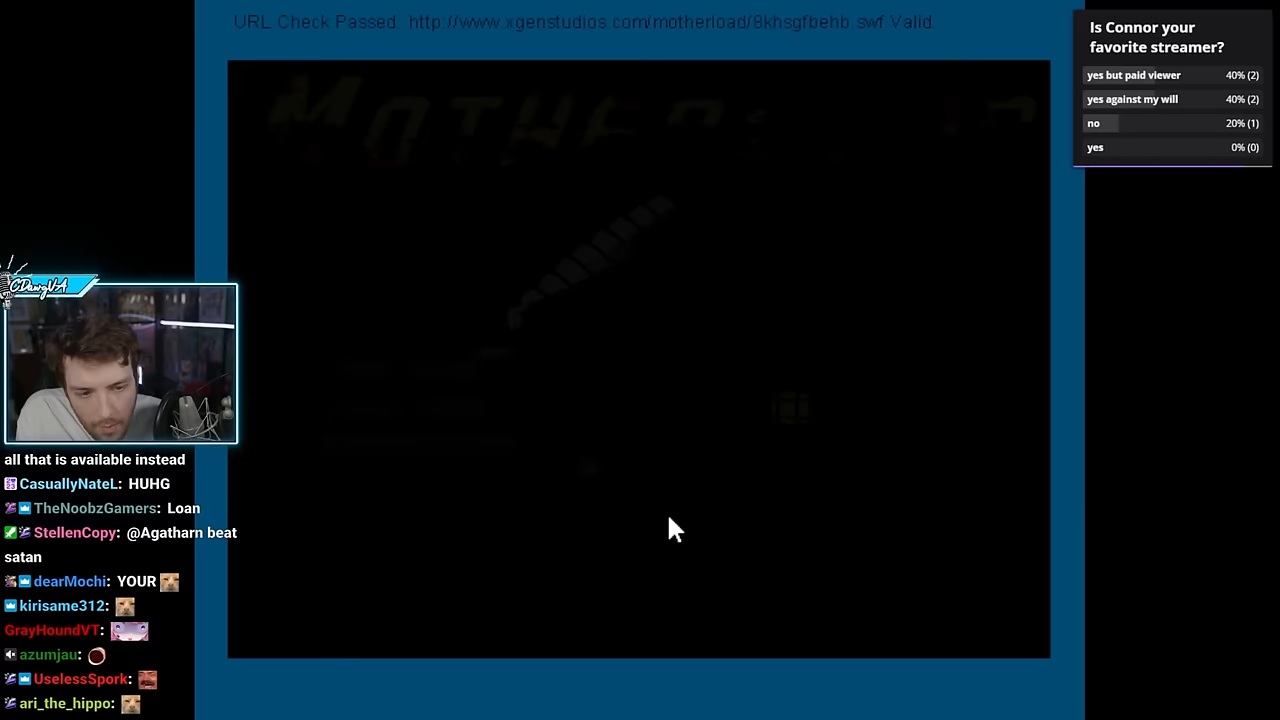 URL Check Passed. http://www.xgenstudios.com/motherload/8khsgfbehb.swf Valid.
Is Connor your
favorite streamer?
yes but paid viewer 40% (2)
yes against my will 40% (2)
no 20% (1)
yes 0% (0)
CDawgVA
all that is available instead
CasuallyNateL: HUHG
TheNoobzGamers: Loan
StellenCopy: @Agatharn beat
satan
dearMochi: YOUR
kirisame312:
GrayHoundVT:
azumjau:
UselessSpork:
ari_the_hippo: